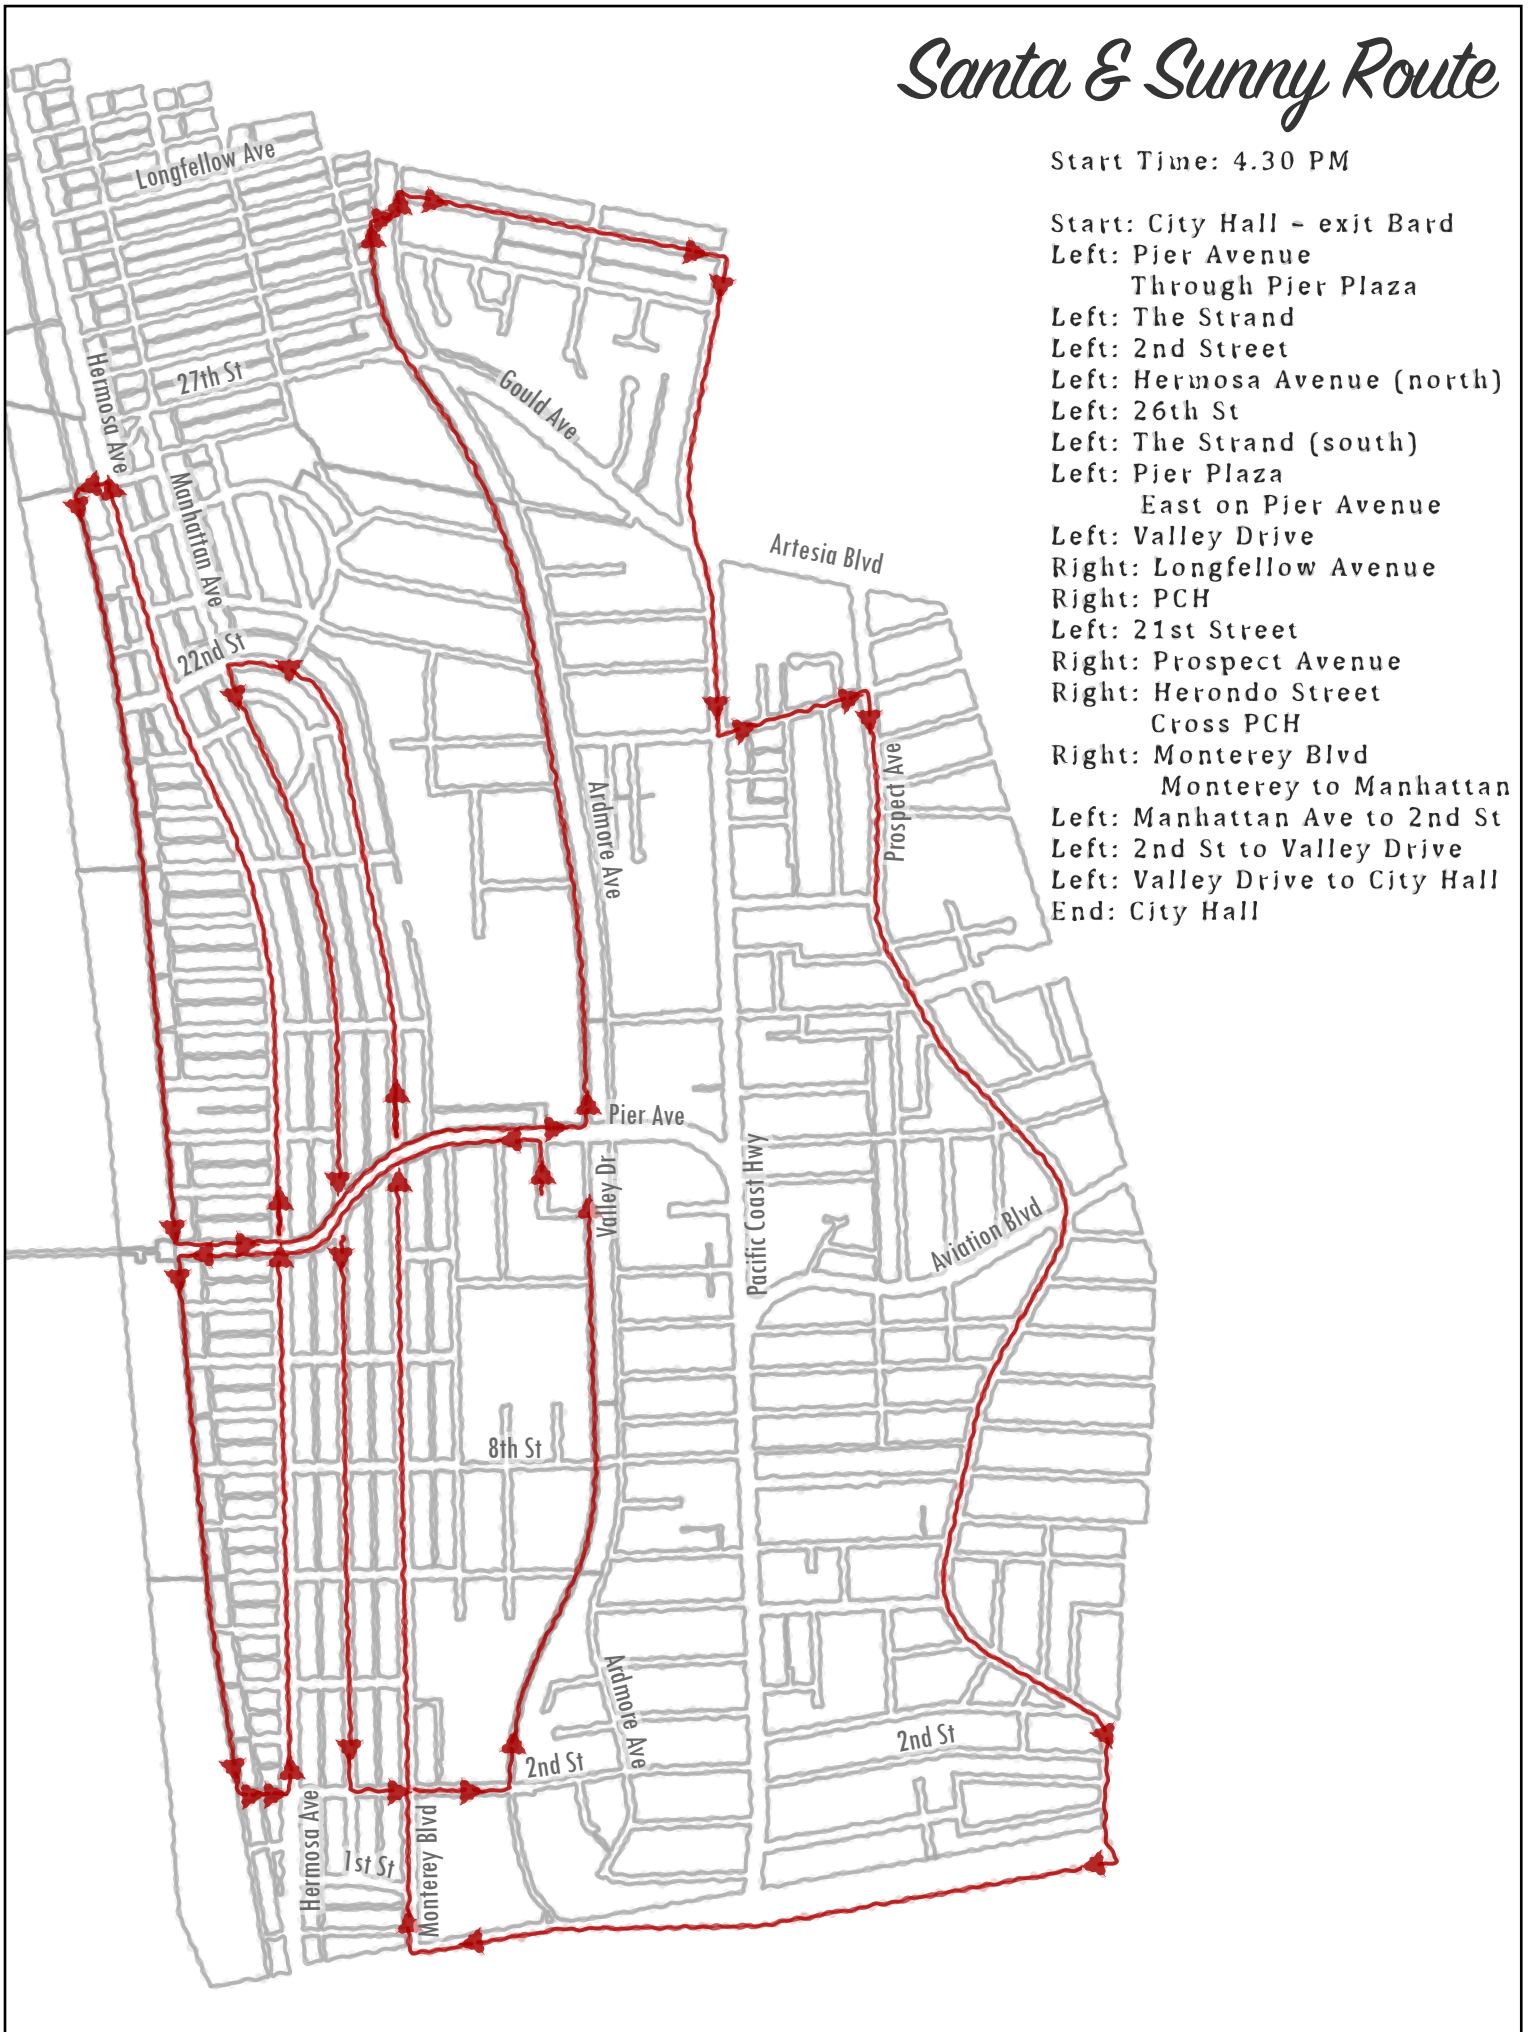 Santa & Sunny Route
Start Time: 4.30 PM
Start: City Hall - exit Bard
Left: Pier Avenue
Through Pier Plaza
Left: The Strand
Left: 2nd Street
Left: Hermosa Avenue (north)
Left: 26th St
Left: The Strand (south)
Left: Pier Plaza
East on Pier Avenue
Left: Valley Drive
Right: Longfellow Avenue
Right: PCH
Left: 21st Street
Right: Prospect Avenue
Right: Herondo Street
Cross PCH
Right: Monterey Blvd
Monterey to Manhattan
Left: Manhattan Ave to 2nd St
Left: 2nd St to Valley Drive
Left: Valley Drive to City Hall
End: City Hall
Longfellow Ave
Hermosa Ave
27th St
Gould Ave
Manhattan Ave
Artesia Blvd
22nd St
Ardmore Ave
Prospect Ave
Pier Ave
Valley Dr
Pacific Coast Hwy
Aviation Blvd
8th St
Ardmore Ave
2nd St
2nd St
Hermosa Ave
1st St
Monterey Blvd